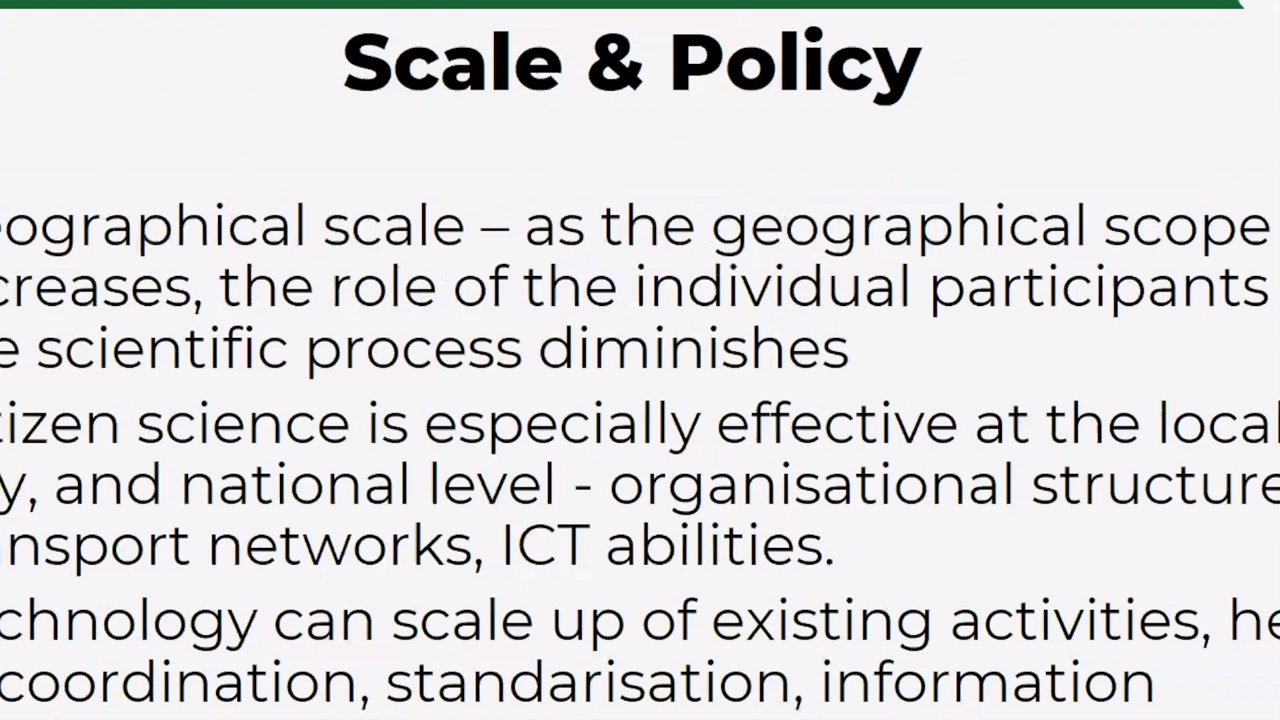 Scale & Policy
eographical scale – as the geographical scope
creases, the role of the individual participants
e scientific process diminishes
tizen science is especially effective at the local
y, and national level - organisational structure
nsport networks, ICT abilities.
chnology can scale up of existing activities, he
coordination, standarisation, information